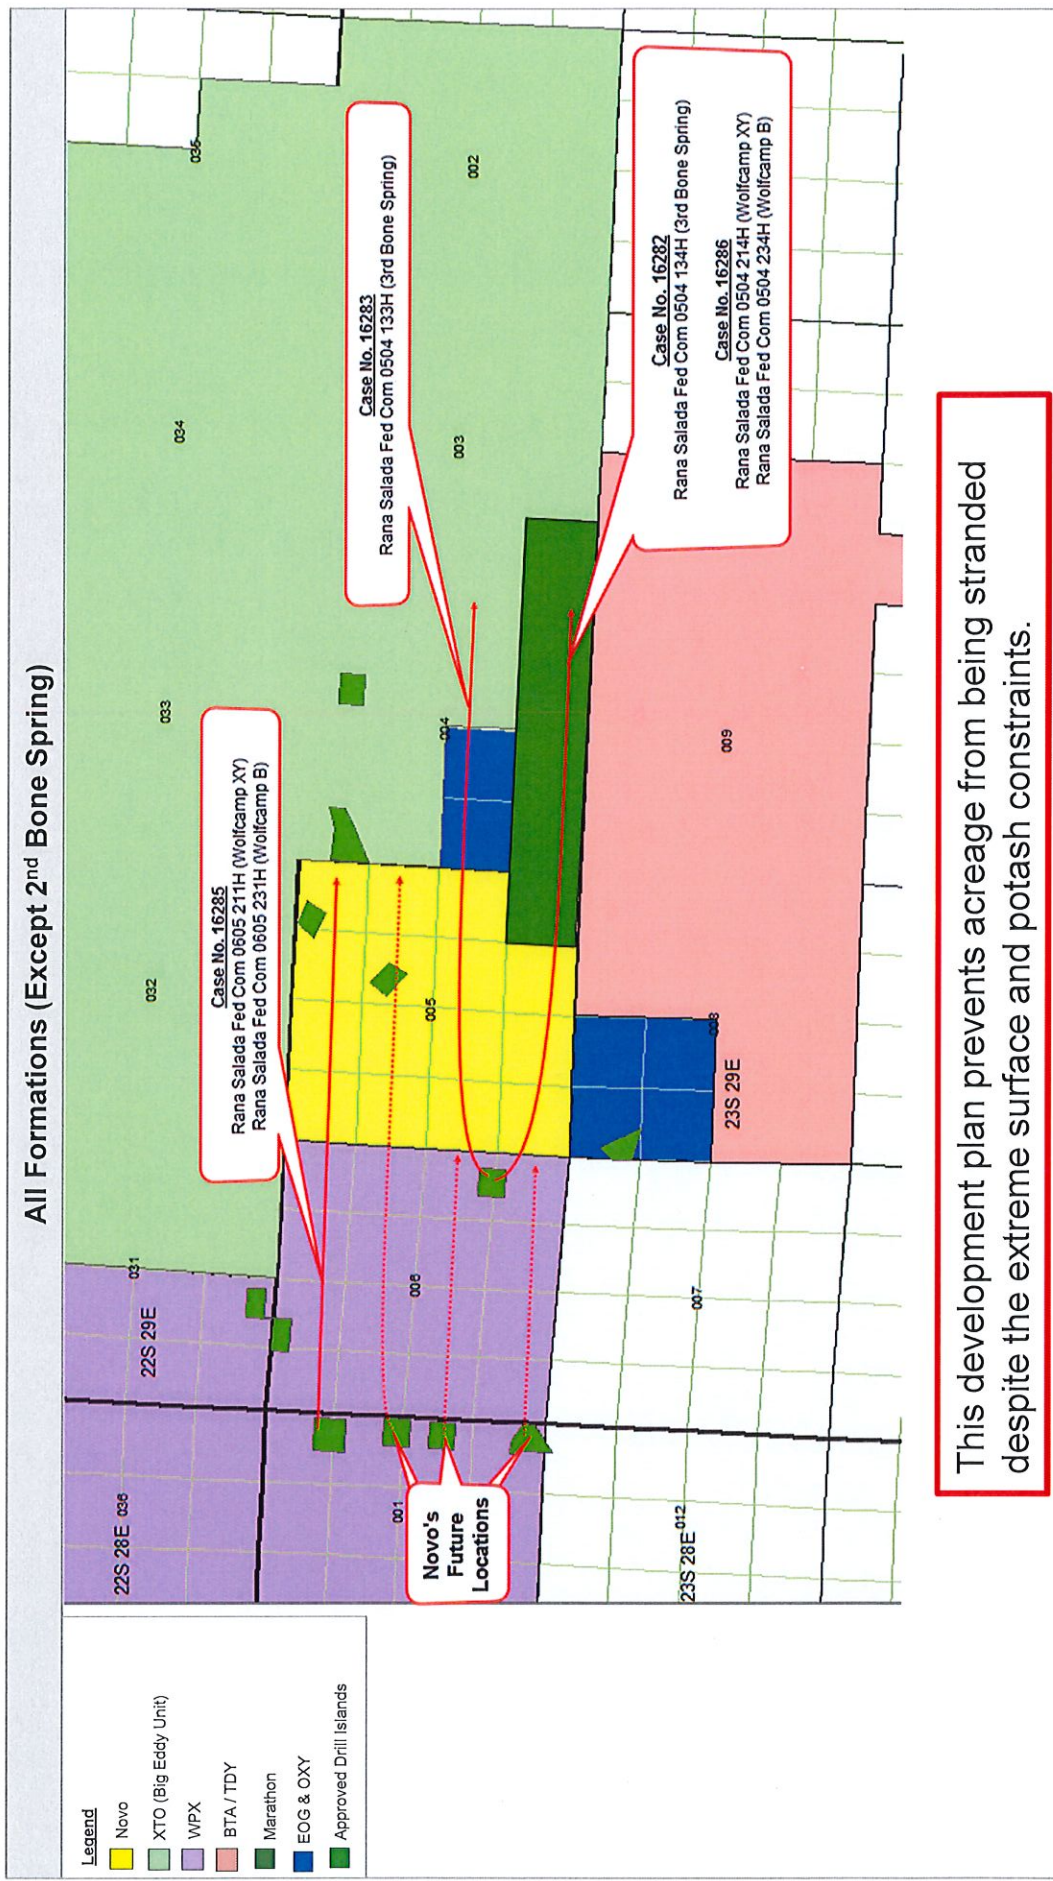 All Formations (Except 2nd Bone Spring)
Legend
Novo
XTO (Big Eddy Unit)
WPX
BTA / TDY
Marathon
EOG & OXY
Approved Drill Islands
22S 28E
036
22S 29E
031
032
033
034
035
Case No. 16285
Rana Salada Fed Com 0605 211H (Wolfcamp XY)
Rana Salada Fed Com 0605 231H (Wolfcamp B)
Case No. 16283
Rana Salada Fed Com 0504 133H (3rd Bone Spring)
001
006
005
004
003
002
Novo's
Future
Locations
Case No. 16282
Rana Salada Fed Com 0504 134H (3rd Bone Spring)
Case No. 16286
Rana Salada Fed Com 0504 214H (Wolfcamp XY)
Rana Salada Fed Com 0504 234H (Wolfcamp B)
23S 28E
012
007
23S 29E
008
009
This development plan prevents acreage from being stranded
despite the extreme surface and potash constraints.